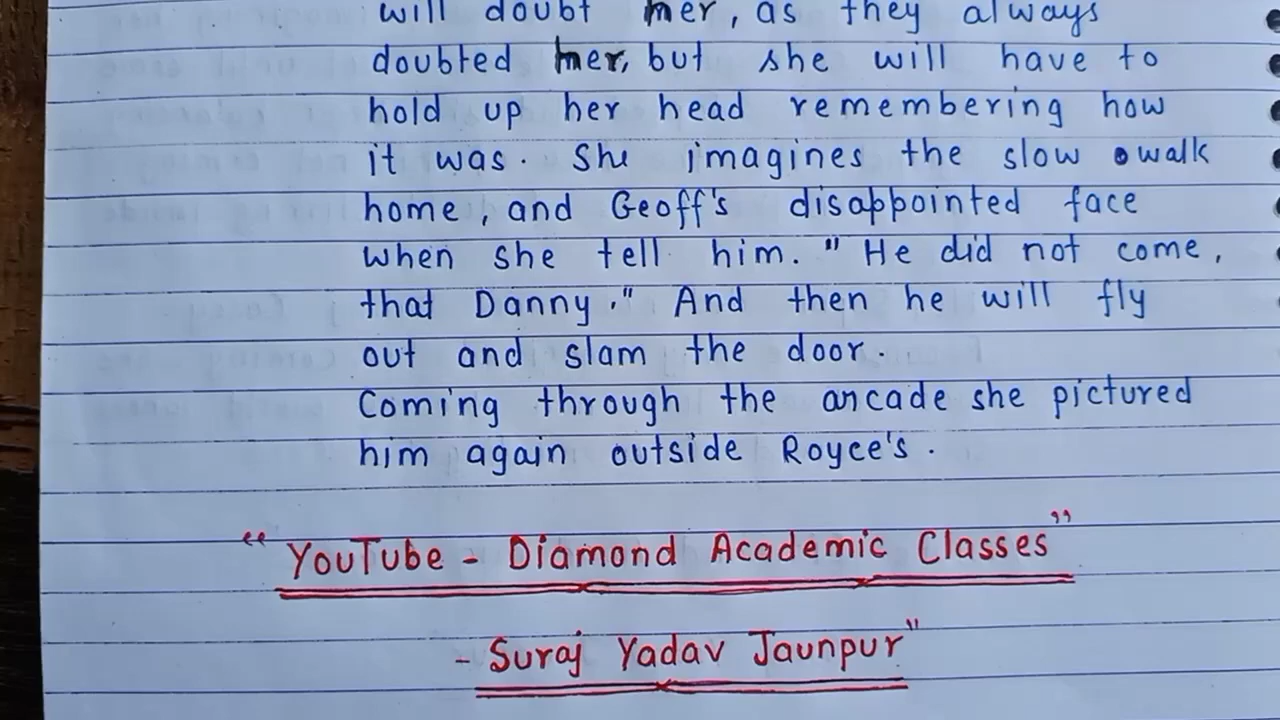 will doubt her, as they always
doubted her, but she will have to
hold up her head remembering how
it was. She imagines the slow walk
home, and Geoff's disappointed face
when she tell him. " He did not come,
that Danny." And then he will fly
out and slam the door.
Coming through the arcade she pictured
him again outside Royce's.
“ YouTube - Diamond Academic Classes ”
- Suraj Yadav Jaunpur"